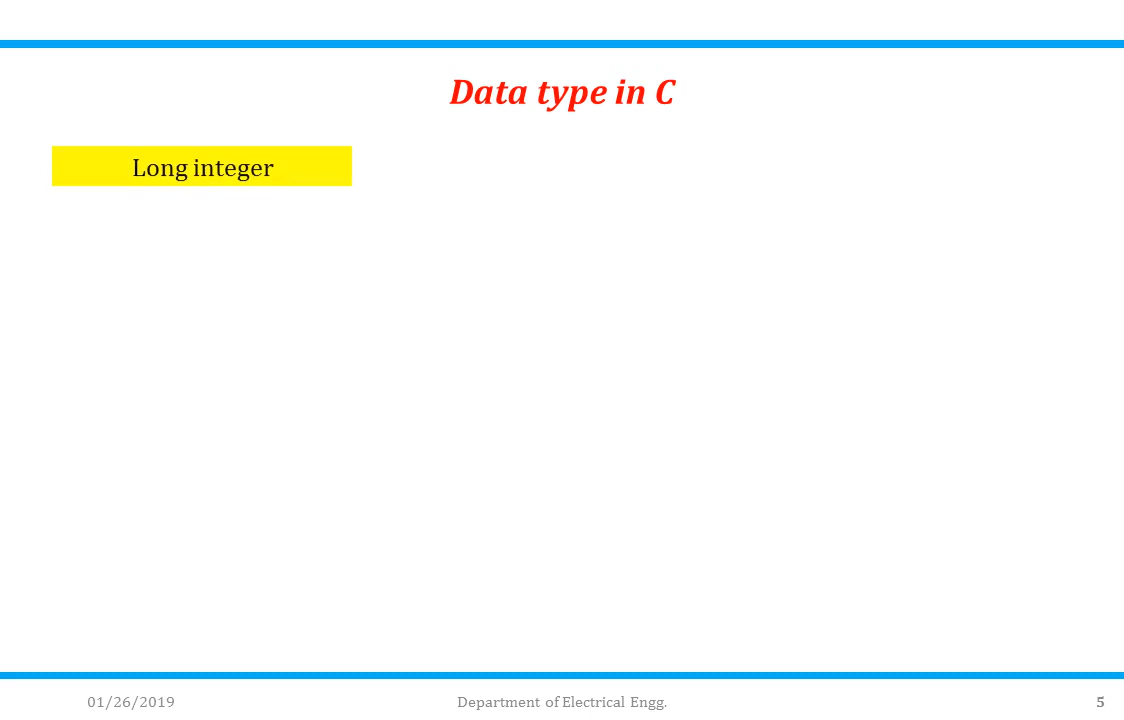 Data type in C
Long integer
01/26/2019
Department of Electrical Engg.
5